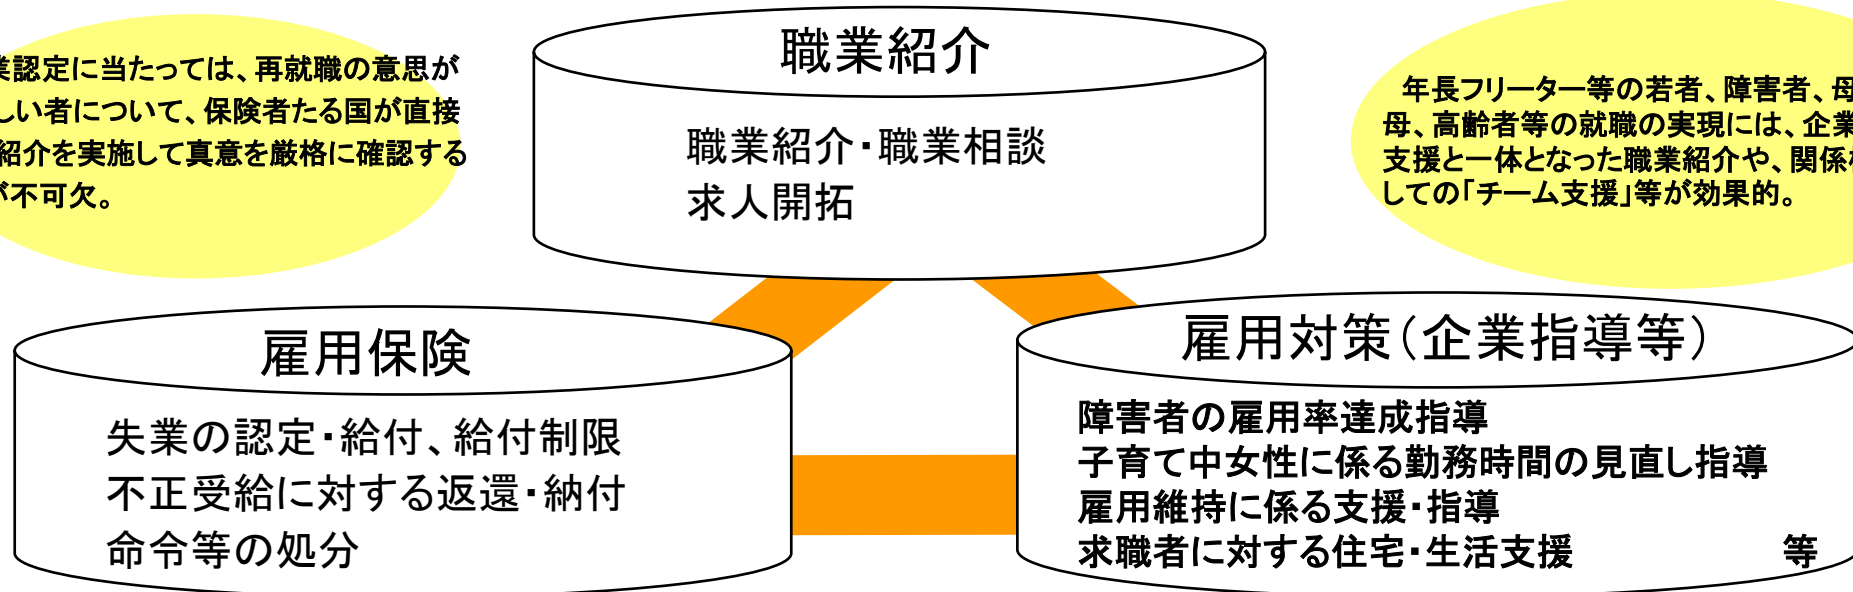 職業紹介
職業紹介・職業相談
求人開拓
業認定に当たっては、再就職の意思が
しい者について、保険者たる国が直接
紹介を実施して真意を厳格に確認する
が不可欠。
年長フリーター等の若者、障害者、母
母、高齢者等の就職の実現には、企業
支援と一体となった職業紹介や、関係
しての「チーム支援」等が効果的。
雇用保険
失業の認定・給付、給付制限
不正受給に対する返還・納付
命令等の処分
雇用対策（企業指導等）
障害者の雇用率達成指導
子育て中女性に係る勤務時間の見直し指導
雇用維持に係る支援・指導
求職者に対する住宅・生活支援　等